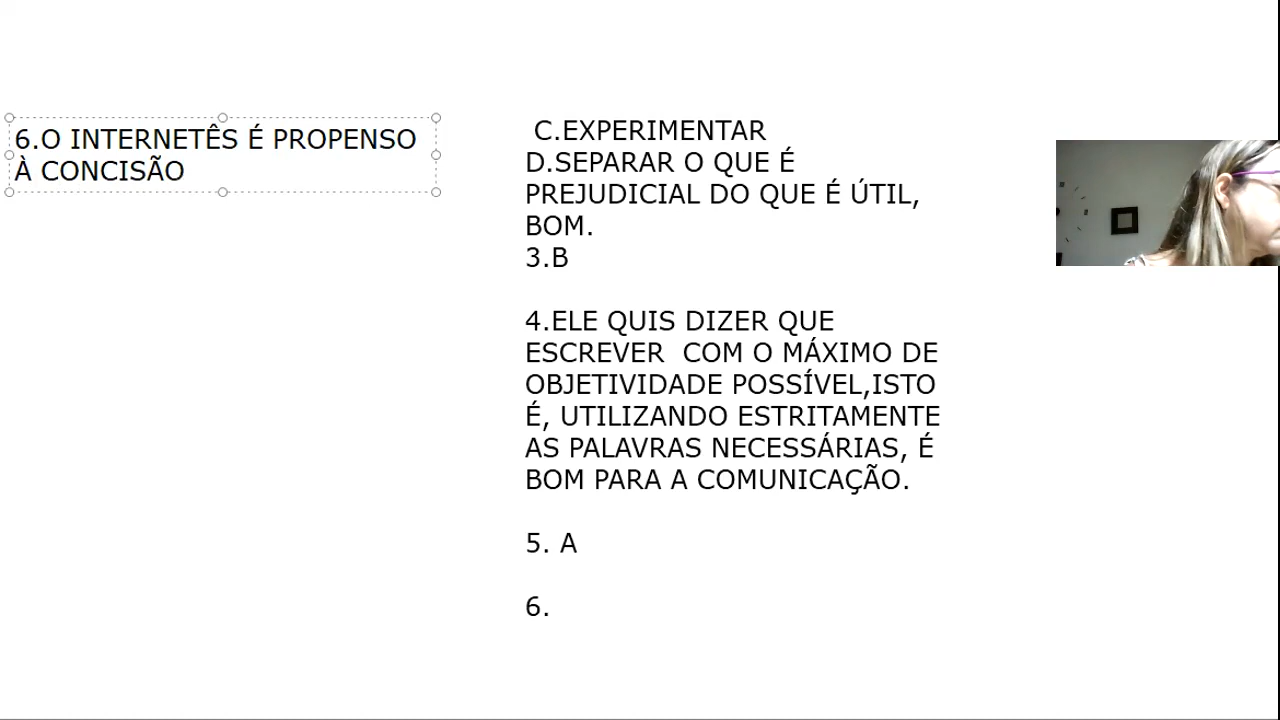 6.O INTERNETÊS É PROPENSO
À CONCISÃO
C.EXPERIMENTAR
D.SEPARAR O QUE É
PREJUDICIAL DO QUE É ÚTIL,
BOM.
3.B
4.ELE QUIS DIZER QUE
ESCREVER  COM O MÁXIMO DE
OBJETIVIDADE POSSÍVEL,ISTO
É, UTILIZANDO ESTRITAMENTE
AS PALAVRAS NECESSÁRIAS, É
BOM PARA A COMUNICAÇÃO.
5. A
6.